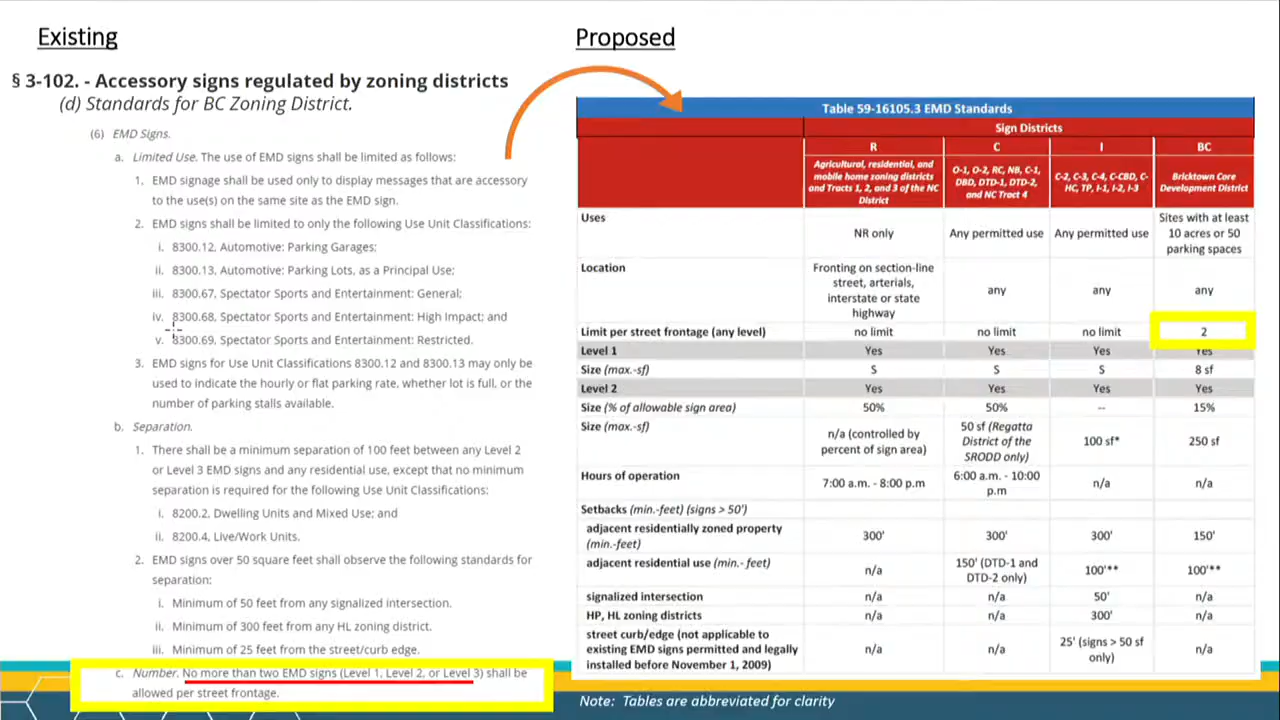 Existing
§ 3-102. - Accessory signs regulated by zoning districts
(d) Standards for BC Zoning District.
(6) EMD Signs.
a. Limited Use. The use of EMD signs shall be limited as follows:
1. EMD signage shall be used only to display messages that are accessory
to the use(s) on the same site as the EMD sign.
2. EMD signs shall be limited to only the following Use Unit Classifications:
i. 8300.12, Automotive: Parking Garages;
ii. 8300.13, Automotive: Parking Lots, as a Principal Use;
iii. 8300.67, Spectator Sports and Entertainment: General;
iv. 8300.68, Spectator Sports and Entertainment: High Impact; and
v. 8300.69, Spectator Sports and Entertainment: Restricted.
3. EMD signs for Use Unit Classifications 8300.12 and 8300.13 may only be
used to indicate the hourly or flat parking rate, whether lot is full, or the
number of parking stalls available.
b. Separation.
1. There shall be a minimum separation of 100 feet between any Level 2
or Level 3 EMD signs and any residential use, except that no minimum
separation is required for the following Use Unit Classifications:
i. 8200.2, Dwelling Units and Mixed Use; and
ii. 8200.4, Live/Work Units.
2. EMD signs over 50 square feet shall observe the following standards for
separation:
i. Minimum of 50 feet from any signalized intersection.
ii. Minimum of 300 feet from any HL zoning district.
iii. Minimum of 25 feet from the street/curb edge.
c. Number. No more than two EMD signs (Level 1, Level 2, or Level 3) shall be
allowed per street frontage.
Proposed
Table 59-16105.3 EMD Standards
Sign Districts
R C I BC
Agricultural, residential, and
mobile home zoning districts
and Tracts 1, 2, and 3 of the NC
District
O-1, O-2, RC, NB, C-1,
DBD, DTD-1, DTD-2,
and NC Tract 4
C-2, C-3, C-4, C-CBD, C-
HC, TP, I-1, I-2, I-3
Bricktown Core
Development District
Uses
NR only
Any permitted use
Any permitted use
Sites with at least
10 acres or 50
parking spaces
Location
Fronting on section-line
street, arterials,
interstate or state
highway
any
any
any
Limit per street frontage (any level) no limit no limit no limit 2
Level 1 Yes Yes Yes Yes
Size (max.-sf) S S S 8 sf
Level 2 Yes Yes Yes Yes
Size (% of allowable sign area) 50% 50% -- 15%
Size (max.-sf)
n/a (controlled by
percent of sign area)
50 sf (Regatta
District of the
SRODD only)
100 sf*
250 sf
Hours of operation
7:00 a.m. - 8:00 p.m
6:00 a.m. - 10:00
p.m
n/a
n/a
Setbacks (min.-feet) (signs > 50')
adjacent residentially zoned property
(min.-feet)
300' 300' 300' 150'
adjacent residential use (min.- feet)
n/a
150' (DTD-1 and
DTD-2 only)
100'**
100'**
signalized intersection n/a n/a 50' n/a
HP, HL zoning districts n/a n/a 300' n/a
street curb/edge (not applicable to
existing EMD signs permitted and legally
installed before November 1, 2009)
n/a
n/a
25' (signs > 50 sf
only)
n/a
Note: Tables are abbreviated for clarity